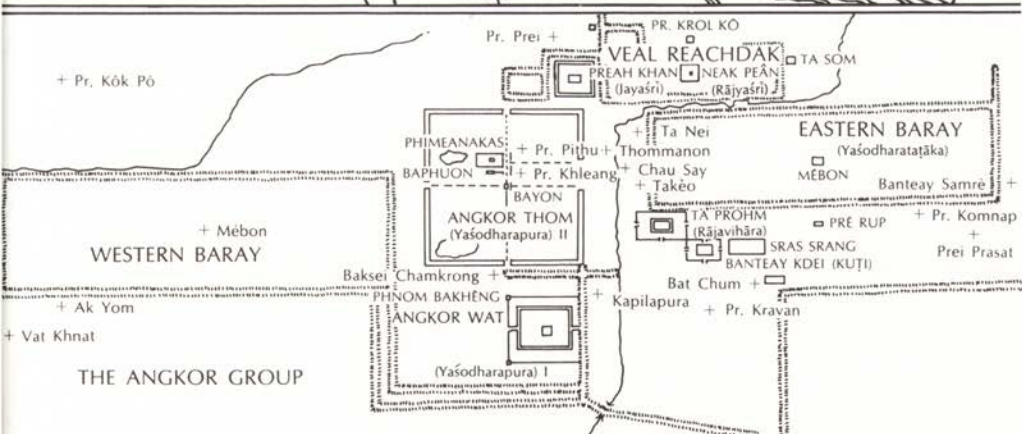 Pr. Prei
PR. KROL KÔ
VEAL REACHDAK
TA SOM
PREAH KHAN
(Jayaśrī)
NEAK PEÂN
(Rājyaśrī)
Pr. Kôk Pô
EASTERN BARAY
(Yaśodharataṭāka)
MÉBON
Banteay Samrè
Ta Nei
PHIMEANAKAS
Pr. Pithu
Thommanon
BAPHUON
Pr. Khleang
Chau Say
Takèo
BAYON
ANGKOR THOM
(Yaśodharapura) II
TA PROHM
(Rājavihāra)
PRÈ RUP
Pr. Komnap
Prei Prasat
SRAS SRANG
BANTEAY KDEI (KUṬI)
Mébon
WESTERN BARAY
Baksei Chamkrong
Bat Chum
PHNOM BAKHĒNG
Kapilapura
Ak Yom
ANGKOR WAT
Pr. Kravan
Vat Khnat
THE ANGKOR GROUP
(Yaśodharapura) I